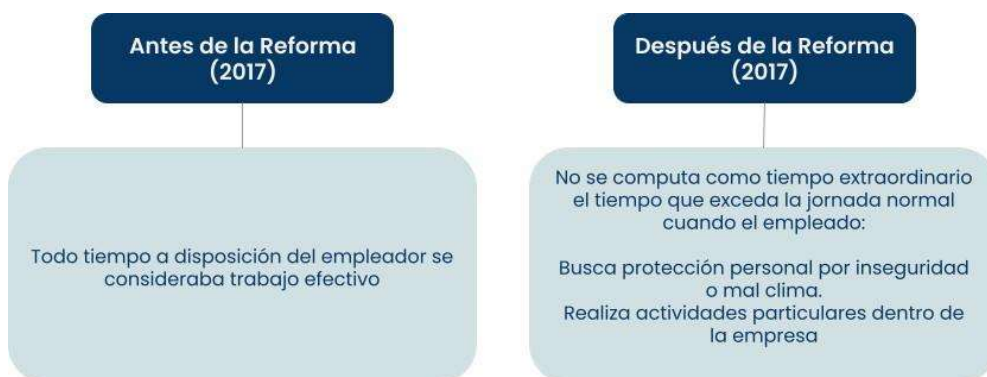 Antes de la Reforma
(2017)
Todo tiempo a disposición del empleador se
consideraba trabajo efectivo
Después de la Reforma
(2017)
No se computa como tiempo extraordinario
el tiempo que exceda la jornada normal
cuando el empleado:
Busca protección personal por inseguridad
o mal clima.
Realiza actividades particulares dentro de
la empresa